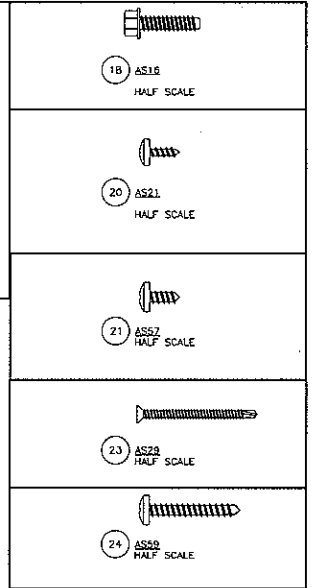 18 AS16
HALF SCALE
20 AS21
HALF SCALE
21 AS57
HALF SCALE
23 AS29
HALF SCALE
24 AS59
HALF SCALE